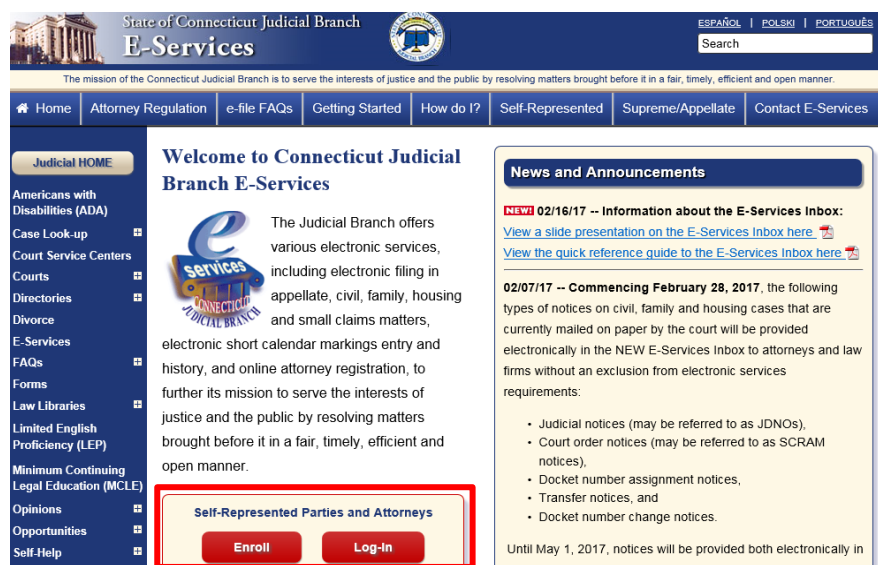 State of Connecticut Judicial Branch
E-Services
ESPAÑOL | POLSKI | PORTUGUÊS
Search
The mission of the Connecticut Judicial Branch is to serve the interests of justice and the public by resolving matters brought before it in a fair, timely, efficient and open manner.
Home
Attorney Regulation
e-file FAQs
Getting Started
How do I?
Self-Represented
Supreme/Appellate
Contact E-Services
Judicial HOME
Americans with
Disabilities (ADA)
Case Look-up
Court Service Centers
Courts
Directories
Divorce
E-Services
FAQs
Forms
Law Libraries
Limited English
Proficiency (LEP)
Minimum Continuing
Legal Education (MCLE)
Opinions
Opportunities
Self-Help
Welcome to Connecticut Judicial
Branch E-Services
e
services
CONNECTICUT
JUDICIAL BRANCH
The Judicial Branch offers
various electronic services,
including electronic filing in
appellate, civil, family, housing
and small claims matters,
electronic short calendar markings entry and
history, and online attorney registration, to
further its mission to serve the interests of
justice and the public by resolving matters
brought before it in a fair, timely, efficient and
open manner.
Self-Represented Parties and Attorneys
Enroll
Log-In
News and Announcements
NEW! 02/16/17 -- Information about the E-Services Inbox:
View a slide presentation on the E-Services Inbox here
View the quick reference guide to the E-Services Inbox here
02/07/17 -- Commencing February 28, 2017, the following
types of notices on civil, family and housing cases that are
currently mailed on paper by the court will be provided
electronically in the NEW E-Services Inbox to attorneys and law
firms without an exclusion from electronic services
requirements:
• Judicial notices (may be referred to as JDNOs),
• Court order notices (may be referred to as SCRAM
notices),
• Docket number assignment notices,
• Transfer notices, and
• Docket number change notices.
Until May 1, 2017, notices will be provided both electronically in